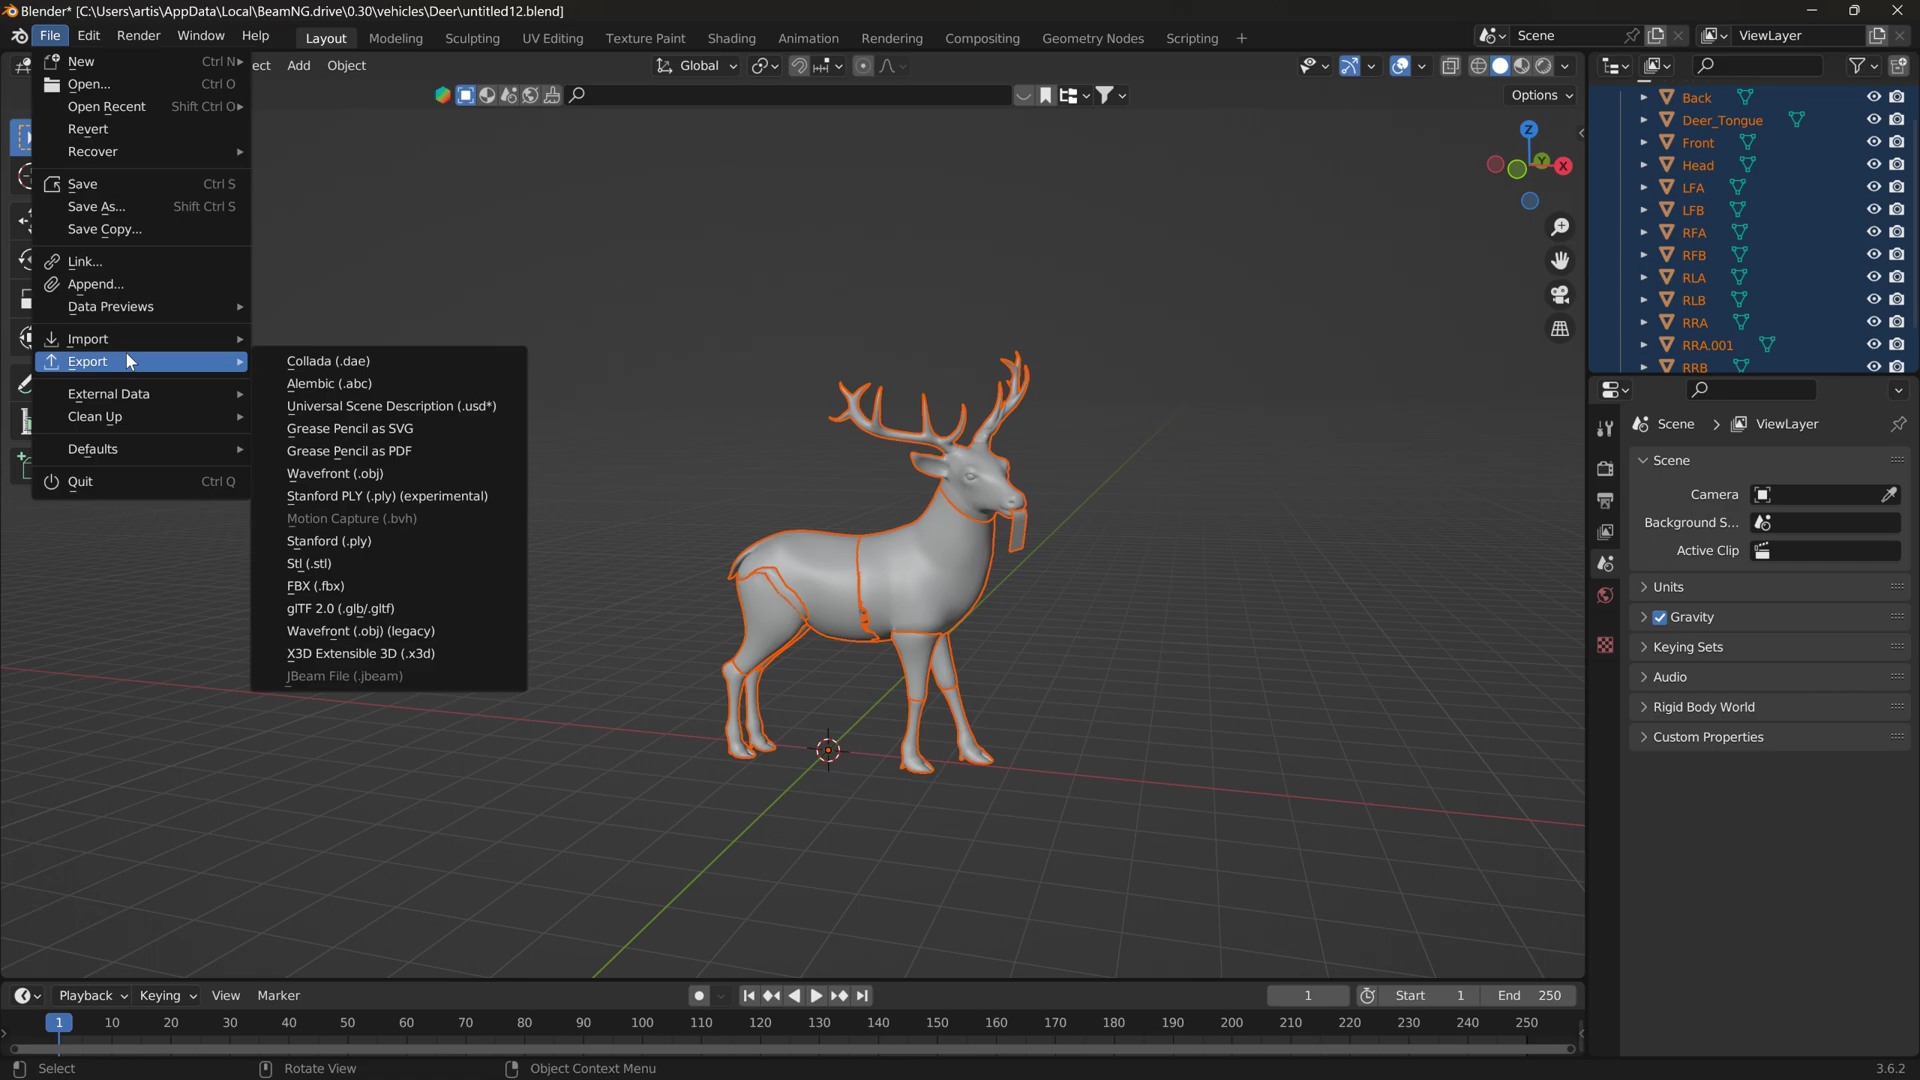 Blender* [C:\Users\artis\AppData\Local\BeamNG.drive\0.30\vehicles\Deer\untitled12.blend]
File Edit Render Window Help Layout Modeling Sculpting UV Editing Texture Paint Shading Animation Rendering Compositing Geometry Nodes Scripting + Scene ViewLayer
ect Add Object Global
Options
New Ctrl N
Open... Ctrl O
Open Recent Shift Ctrl O
Revert
Recover
Save Ctrl S
Save As... Shift Ctrl S
Save Copy...
Link...
Append...
Data Previews
Import
Export
External Data
Clean Up
Defaults
Quit Ctrl Q
Collada (.dae)
Alembic (.abc)
Universal Scene Description (.usd*)
Grease Pencil as SVG
Grease Pencil as PDF
Wavefront (.obj)
Stanford PLY (.ply) (experimental)
Motion Capture (.bvh)
Stanford (.ply)
Stl (.stl)
FBX (.fbx)
glTF 2.0 (.glb/.gltf)
Wavefront (.obj) (legacy)
X3D Extensible 3D (.x3d)
JBeam File (.jbeam)
Z
Y
X
Back
Deer_Tongue
Front
Head
LFA
LFB
RFA
RFB
RLA
RLB
RRA
RRA.001
RRB
Scene ViewLayer
Scene
Camera
Background S...
Active Clip
Units
Gravity
Keying Sets
Audio
Rigid Body World
Custom Properties
Playback Keying View Marker 1 Start 1 End 250
1 10 20 30 40 50 60 70 80 90 100 110 120 130 140 150 160 170 180 190 200 210 220 230 240 250
Select Rotate View Object Context Menu 3.6.2